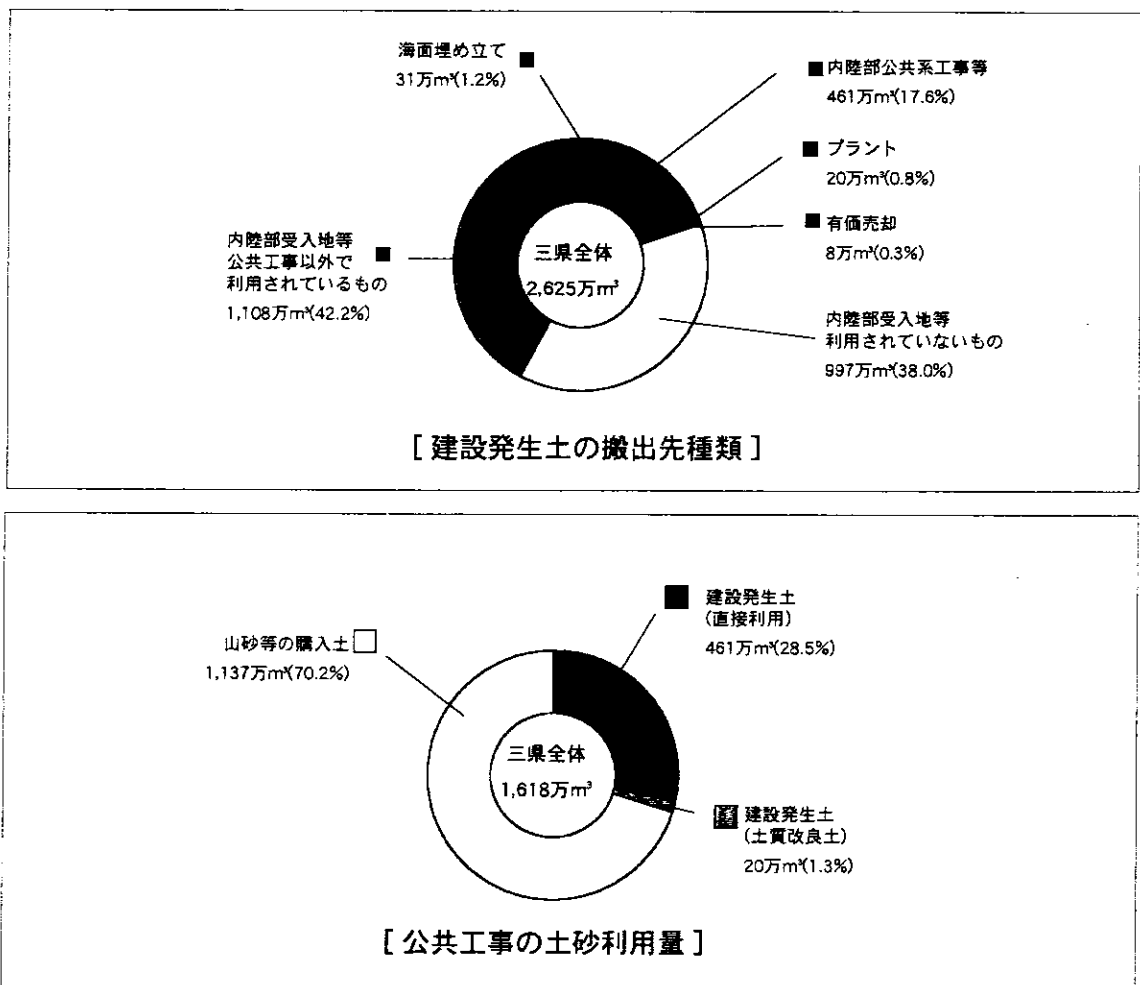 海面埋め立て
31万m³(1.2%)
内陸部公共系工事等
461万m³(17.6%)
プラント
20万m³(0.8%)
有価売却
8万m³(0.3%)
内陸部受入地等
公共工事以外で
利用されているもの
1,108万m³(42.2%)
三県全体
2,625万m³
内陸部受入地等
利用されていないもの
997万m³(38.0%)
[ 建設発生土の搬出先種類 ]
建設発生土
(直接利用)
461万m³(28.5%)
山砂等の購入土
1,137万m³(70.2%)
三県全体
1,618万m³
建設発生土
(土質改良土)
20万m³(1.3%)
[ 公共工事の土砂利用量 ]